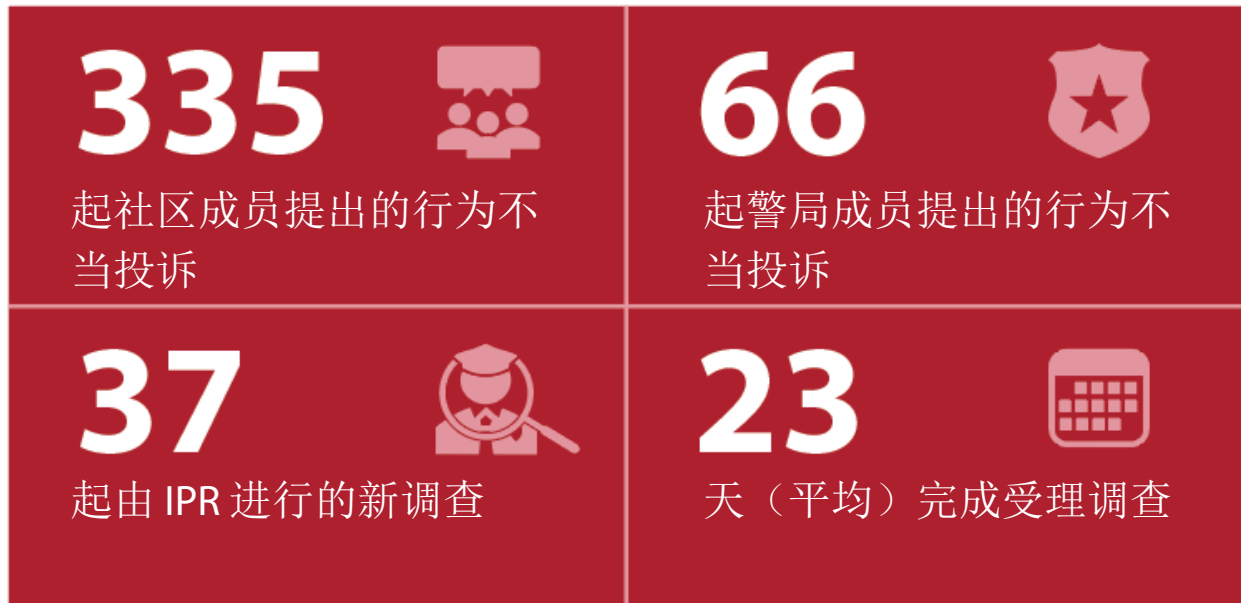 335
起社区成员提出的行为不
当投诉
66
起警局成员提出的行为不
当投诉
37
起由 IPR 进行的新调查
23
天（平均）完成受理调查